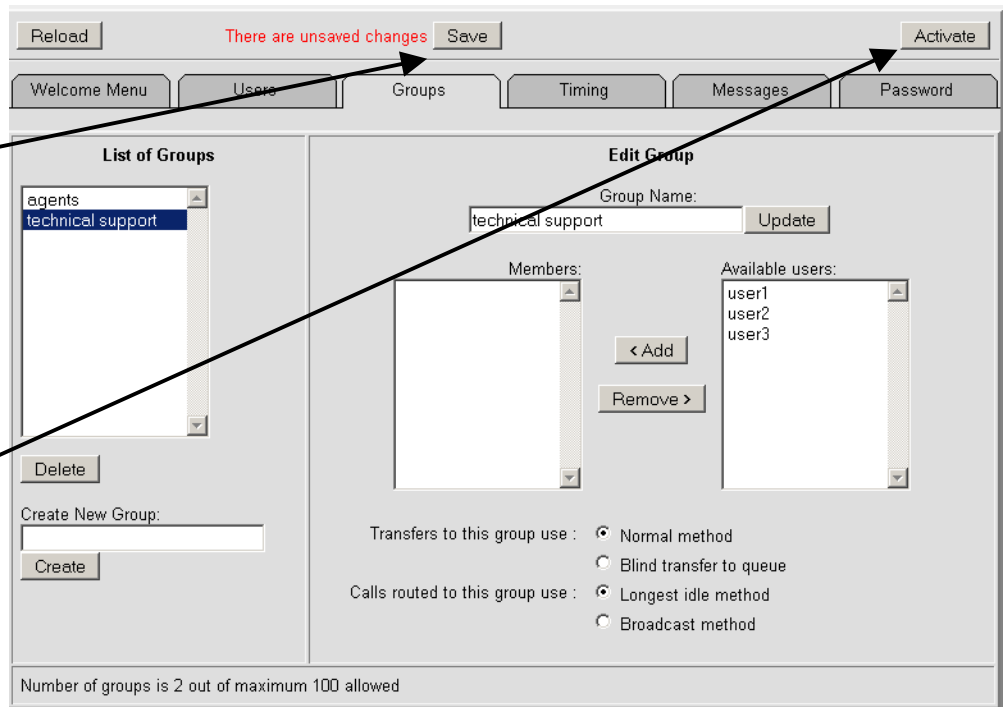 Reload
There are unsaved changes
Save
Activate
Welcome Menu
Users
Groups
Timing
Messages
Password
List of Groups
agents
technical support
Delete
Create New Group:
Create
Edit Group
Group Name:
technical support
Update
Members:
Available users:
user1
user2
user3
< Add
Remove >
Transfers to this group use :
Normal method
Blind transfer to queue
Calls routed to this group use :
Longest idle method
Broadcast method
Number of groups is 2 out of maximum 100 allowed